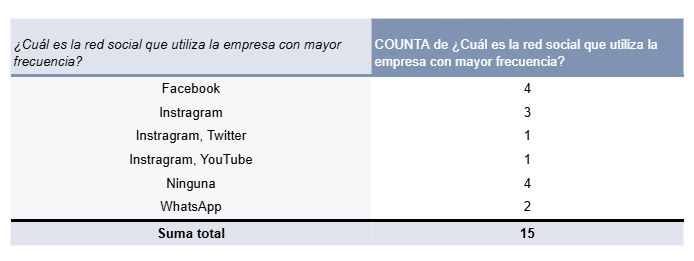 ¿Cuál es la red social que utiliza la empresa con mayor
frecuencia?
COUNTA de ¿Cuál es la red social que utiliza la
empresa con mayor frecuencia?
Facebook 4
Instragram 3
Instragram, Twitter 1
Instragram, YouTube 1
Ninguna 4
WhatsApp 2
Suma total 15